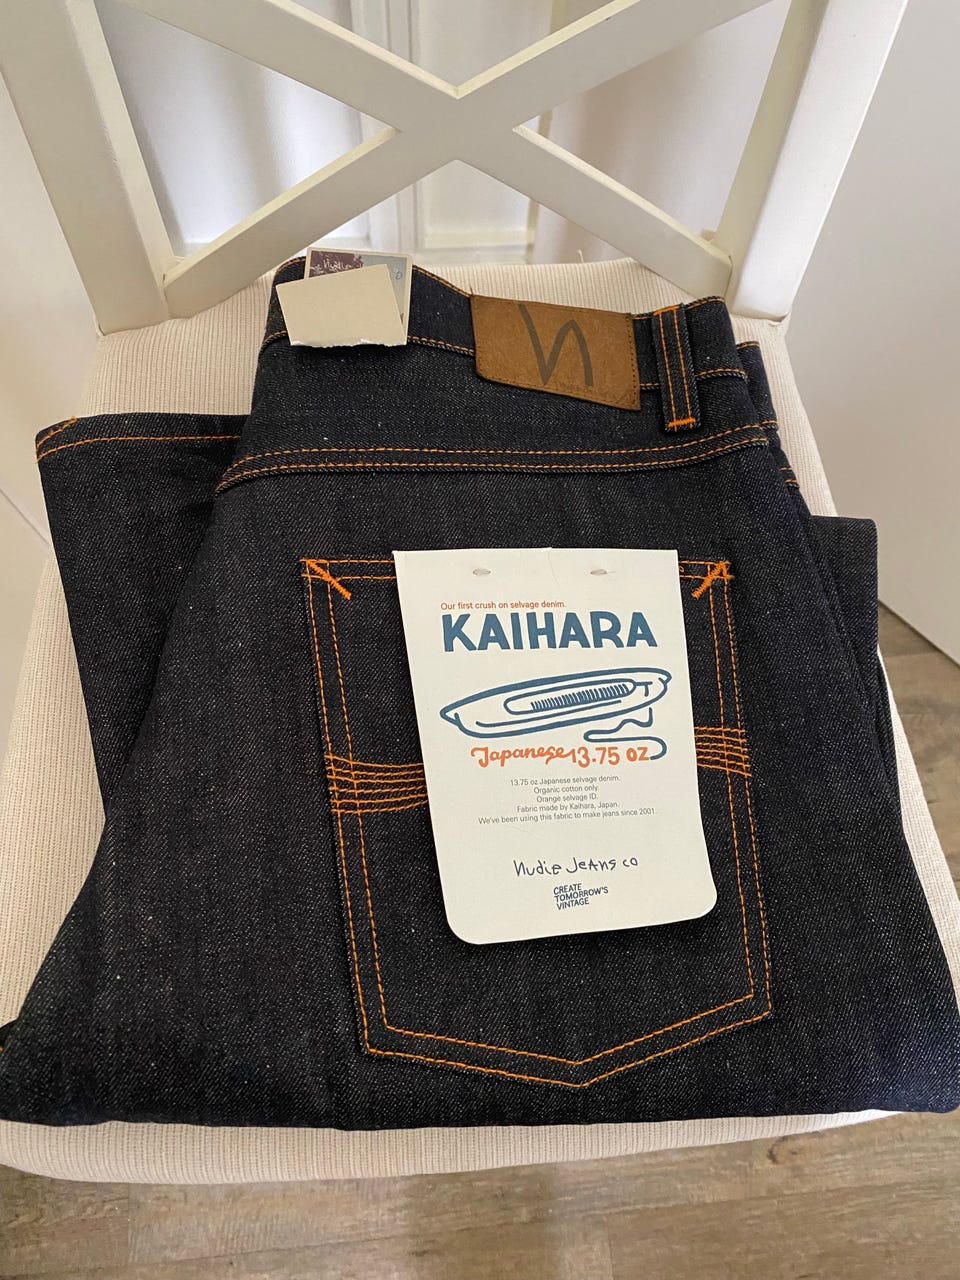 Our first crush on selvage denim.
KAIHARA
Japanese 13.75 oz
13.75 oz Japanese selvage denim.
Organic cotton only.
Orange selvage ID.
Fabric made by Kaihara, Japan.
We've been using this fabric to make jeans since 2001.
Nudie Jeans co
CREATE
TOMORROW'S
VINTAGE